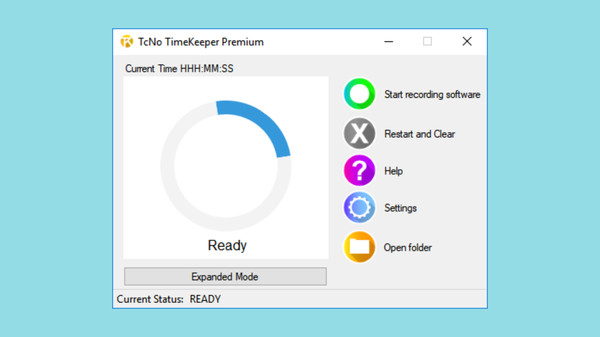 TcNo TimeKeeper Premium
Current Time HHH:MM:SS
Start recording software
Restart and Clear
Help
Settings
Open folder
Ready
Expanded Mode
Current Status: READY